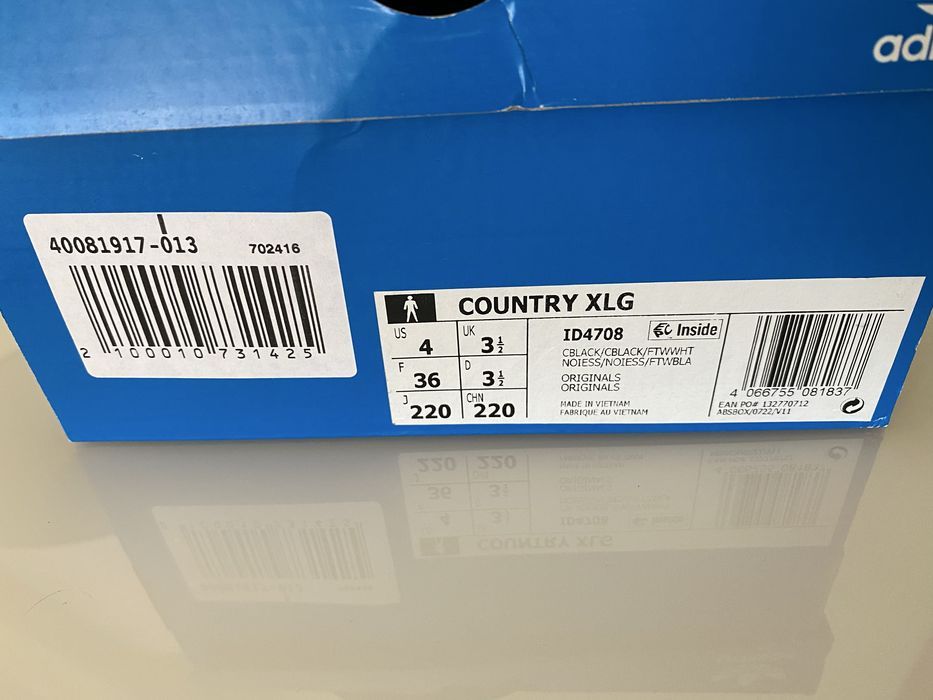 adi
40081917-013 702416
2 100010 731425
COUNTRY XLG
US 4 UK 3½
F 36 D 3½
J 220 CHN 220
ID4708 Inside
CBLACK/CBLACK/FTWWHT
NOIESS/NOIESS/FTWBLA
ORIGINALS
ORIGINALS
MADE IN VIETNAM
FABRIQUE AU VIETNAM
4 066755 081837
EAN PO# 132770712
ABSBOX/0722/V11